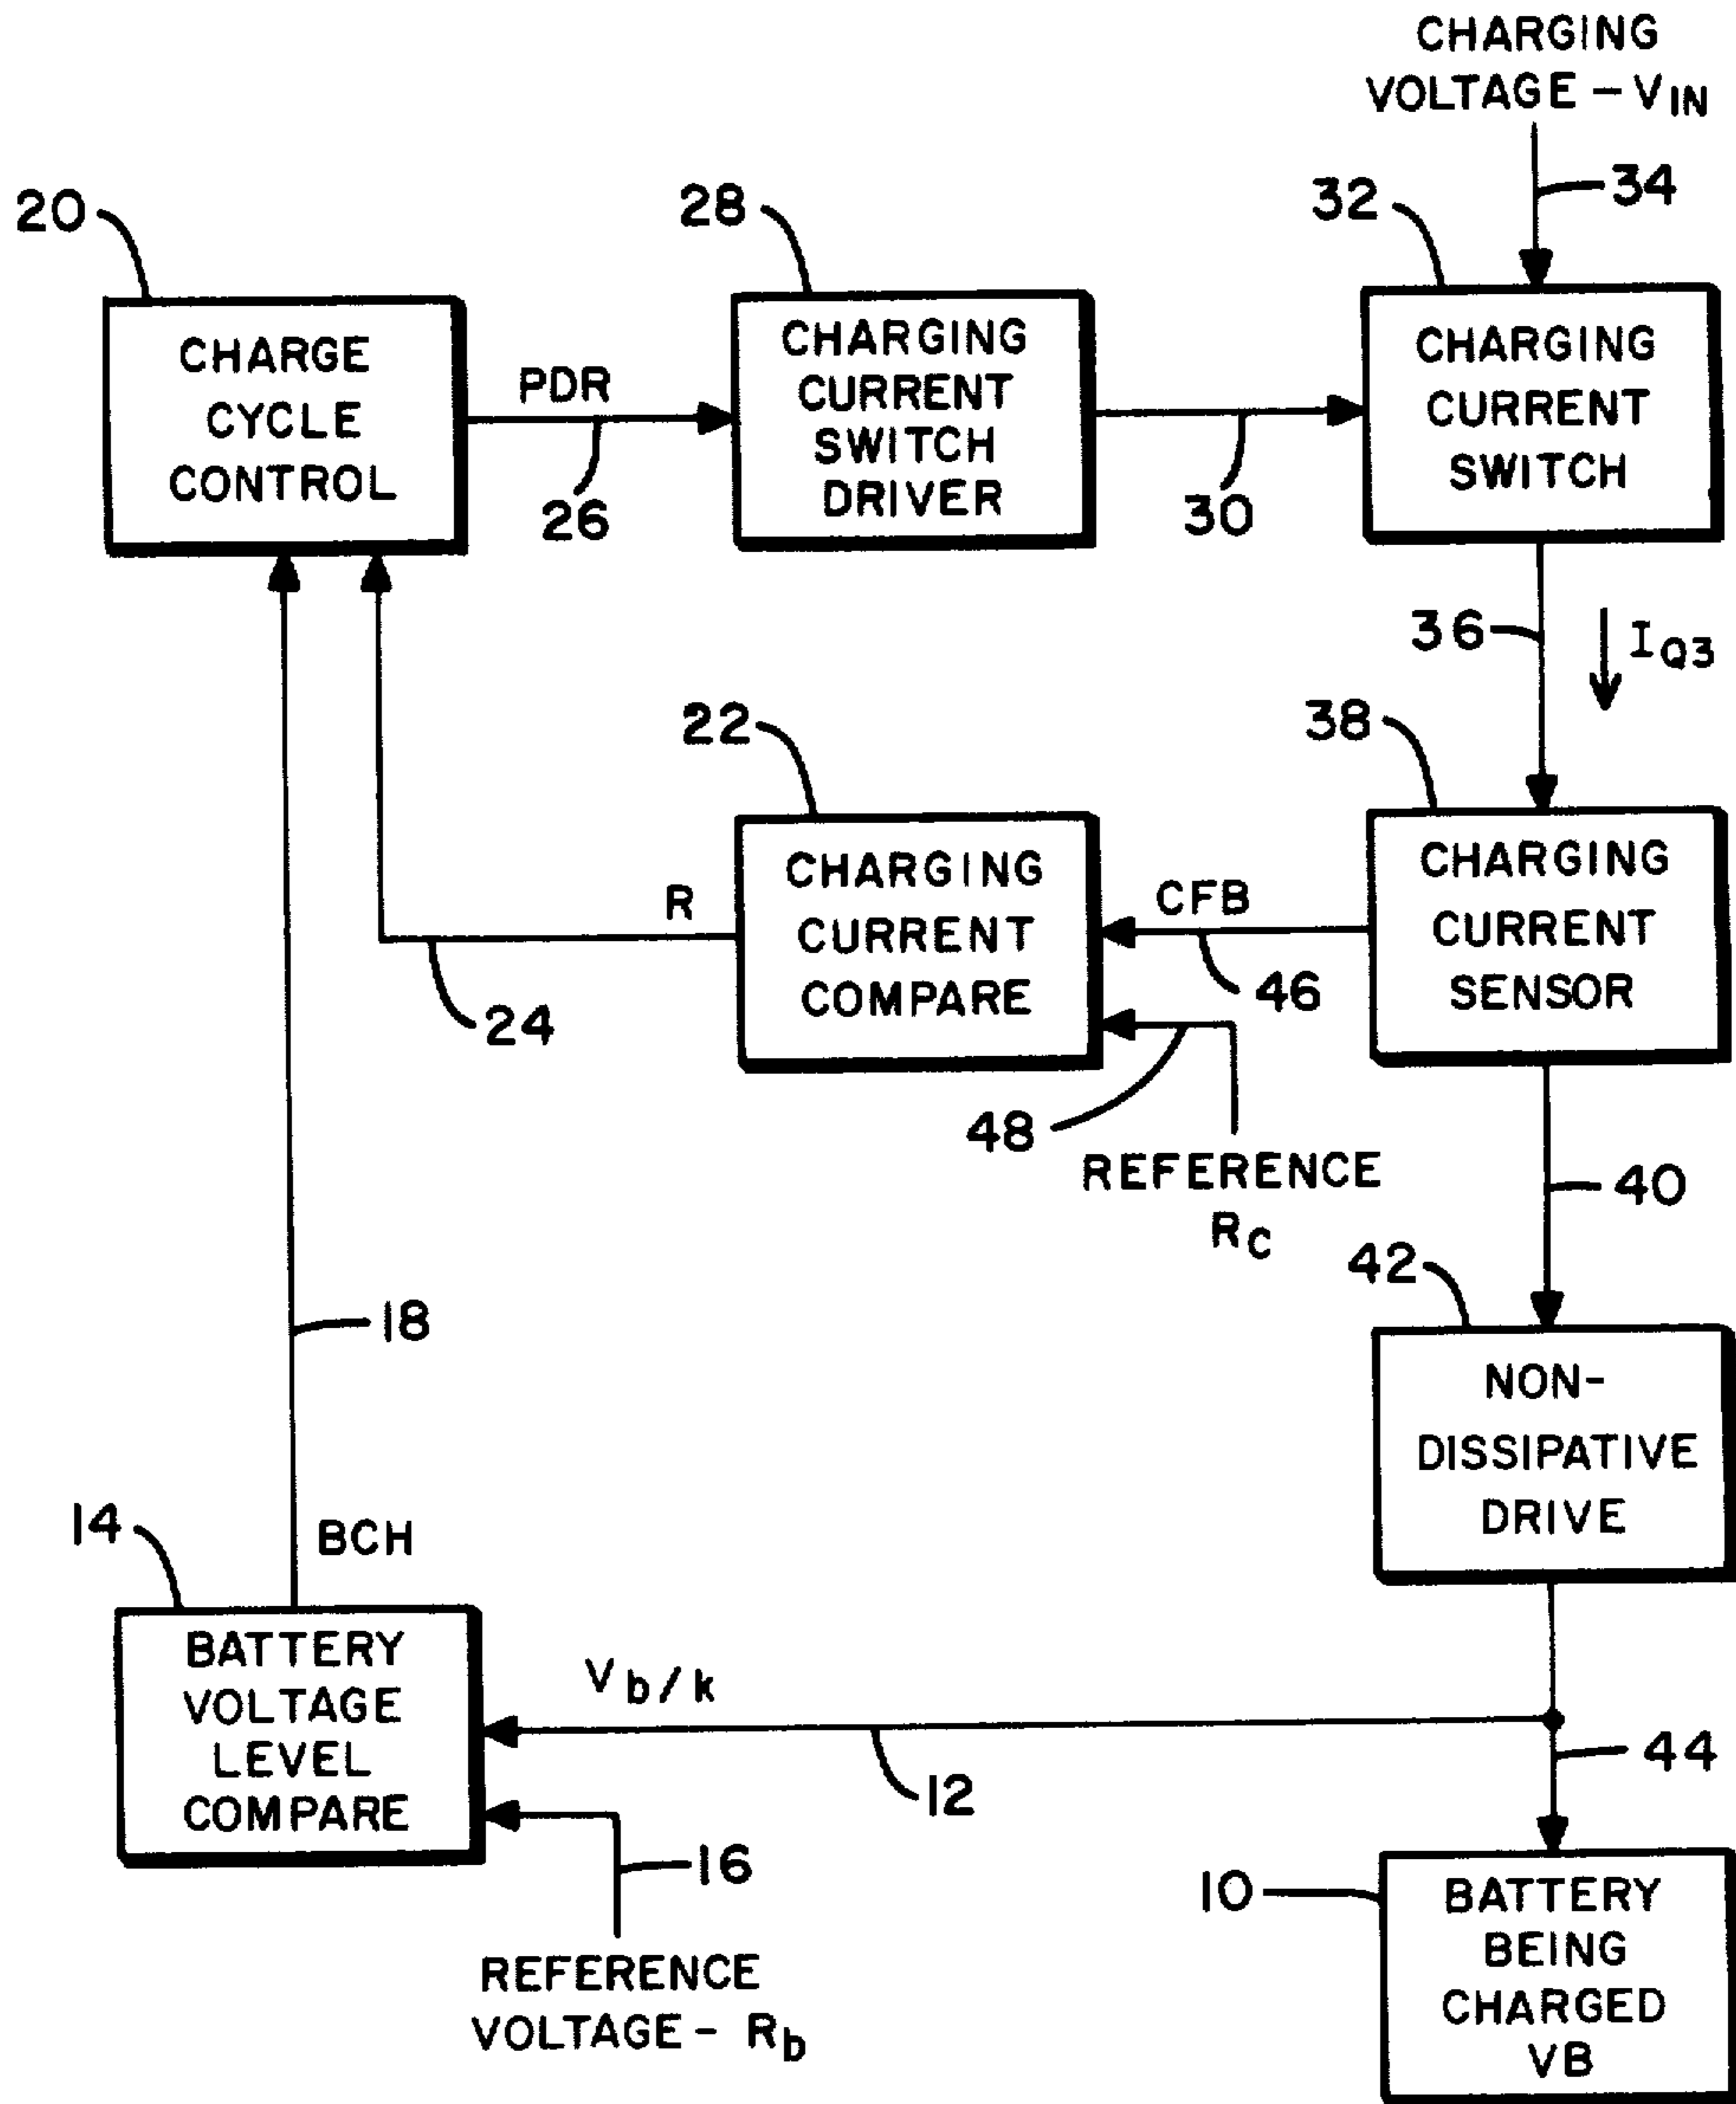 CHARGING
VOLTAGE - VIN
34
32
28
20
CHARGE
CYCLE
CONTROL
PDR
26
CHARGING
CURRENT
SWITCH
DRIVER
30
CHARGING
CURRENT
SWITCH
36
IQ3
38
22
CHARGING
CURRENT
COMPARE
R
24
CFB
46
CHARGING
CURRENT
SENSOR
48
REFERENCE
RC
40
42
NON-
DISSIPATIVE
DRIVE
18
14
BCH
BATTERY
VOLTAGE
LEVEL
COMPARE
Vb/k
12
44
16
REFERENCE
VOLTAGE - Rb
10
BATTERY
BEING
CHARGED
VB